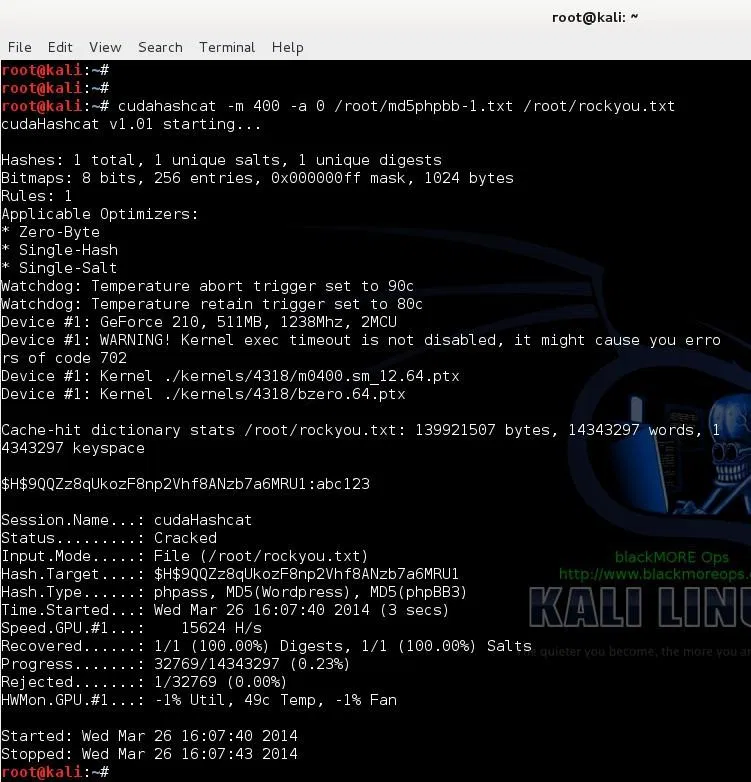 root@kali: ~
File Edit View Search Terminal Help
root@kali:~#
root@kali:~#
root@kali:~# cudahashcat -m 400 -a 0 /root/md5phpbb-1.txt /root/rockyou.txt
cudaHashcat v1.01 starting...
Hashes: 1 total, 1 unique salts, 1 unique digests
Bitmaps: 8 bits, 256 entries, 0x000000ff mask, 1024 bytes
Rules: 1
Applicable Optimizers:
* Zero-Byte
* Single-Hash
* Single-Salt
Watchdog: Temperature abort trigger set to 90c
Watchdog: Temperature retain trigger set to 80c
Device #1: GeForce 210, 511MB, 1238Mhz, 2MCU
Device #1: WARNING! Kernel exec timeout is not disabled, it might cause you erro
rs of code 702
Device #1: Kernel ./kernels/4318/m0400.sm_12.64.ptx
Device #1: Kernel ./kernels/4318/bzero.64.ptx
Cache-hit dictionary stats /root/rockyou.txt: 139921507 bytes, 14343297 words, 1
4343297 keyspace
$H$9QQZz8qUkozF8np2Vhf8ANzb7a6MRU1:abc123
Session.Name...: cudaHashcat
Status.........: Cracked
Input.Mode.....: File (/root/rockyou.txt)
Hash.Target....: $H$9QQZz8qUkozF8np2Vhf8ANzb7a6MRU1
Hash.Type......: phpass, MD5(Wordpress), MD5(phpBB3)
Time.Started...: Wed Mar 26 16:07:40 2014 (3 secs)
Speed.GPU.#1...:    15624 H/s
Recovered......: 1/1 (100.00%) Digests, 1/1 (100.00%) Salts
Progress.......: 32769/14343297 (0.23%)
Rejected.......: 1/32769 (0.00%)
HWMon.GPU.#1...: -1% Util, 49c Temp, -1% Fan
Started: Wed Mar 26 16:07:40 2014
Stopped: Wed Mar 26 16:07:43 2014
root@kali:~#
blackMORE Ops
http://www.blackmoreops.
KALI LINU
quieter you become, the more you a